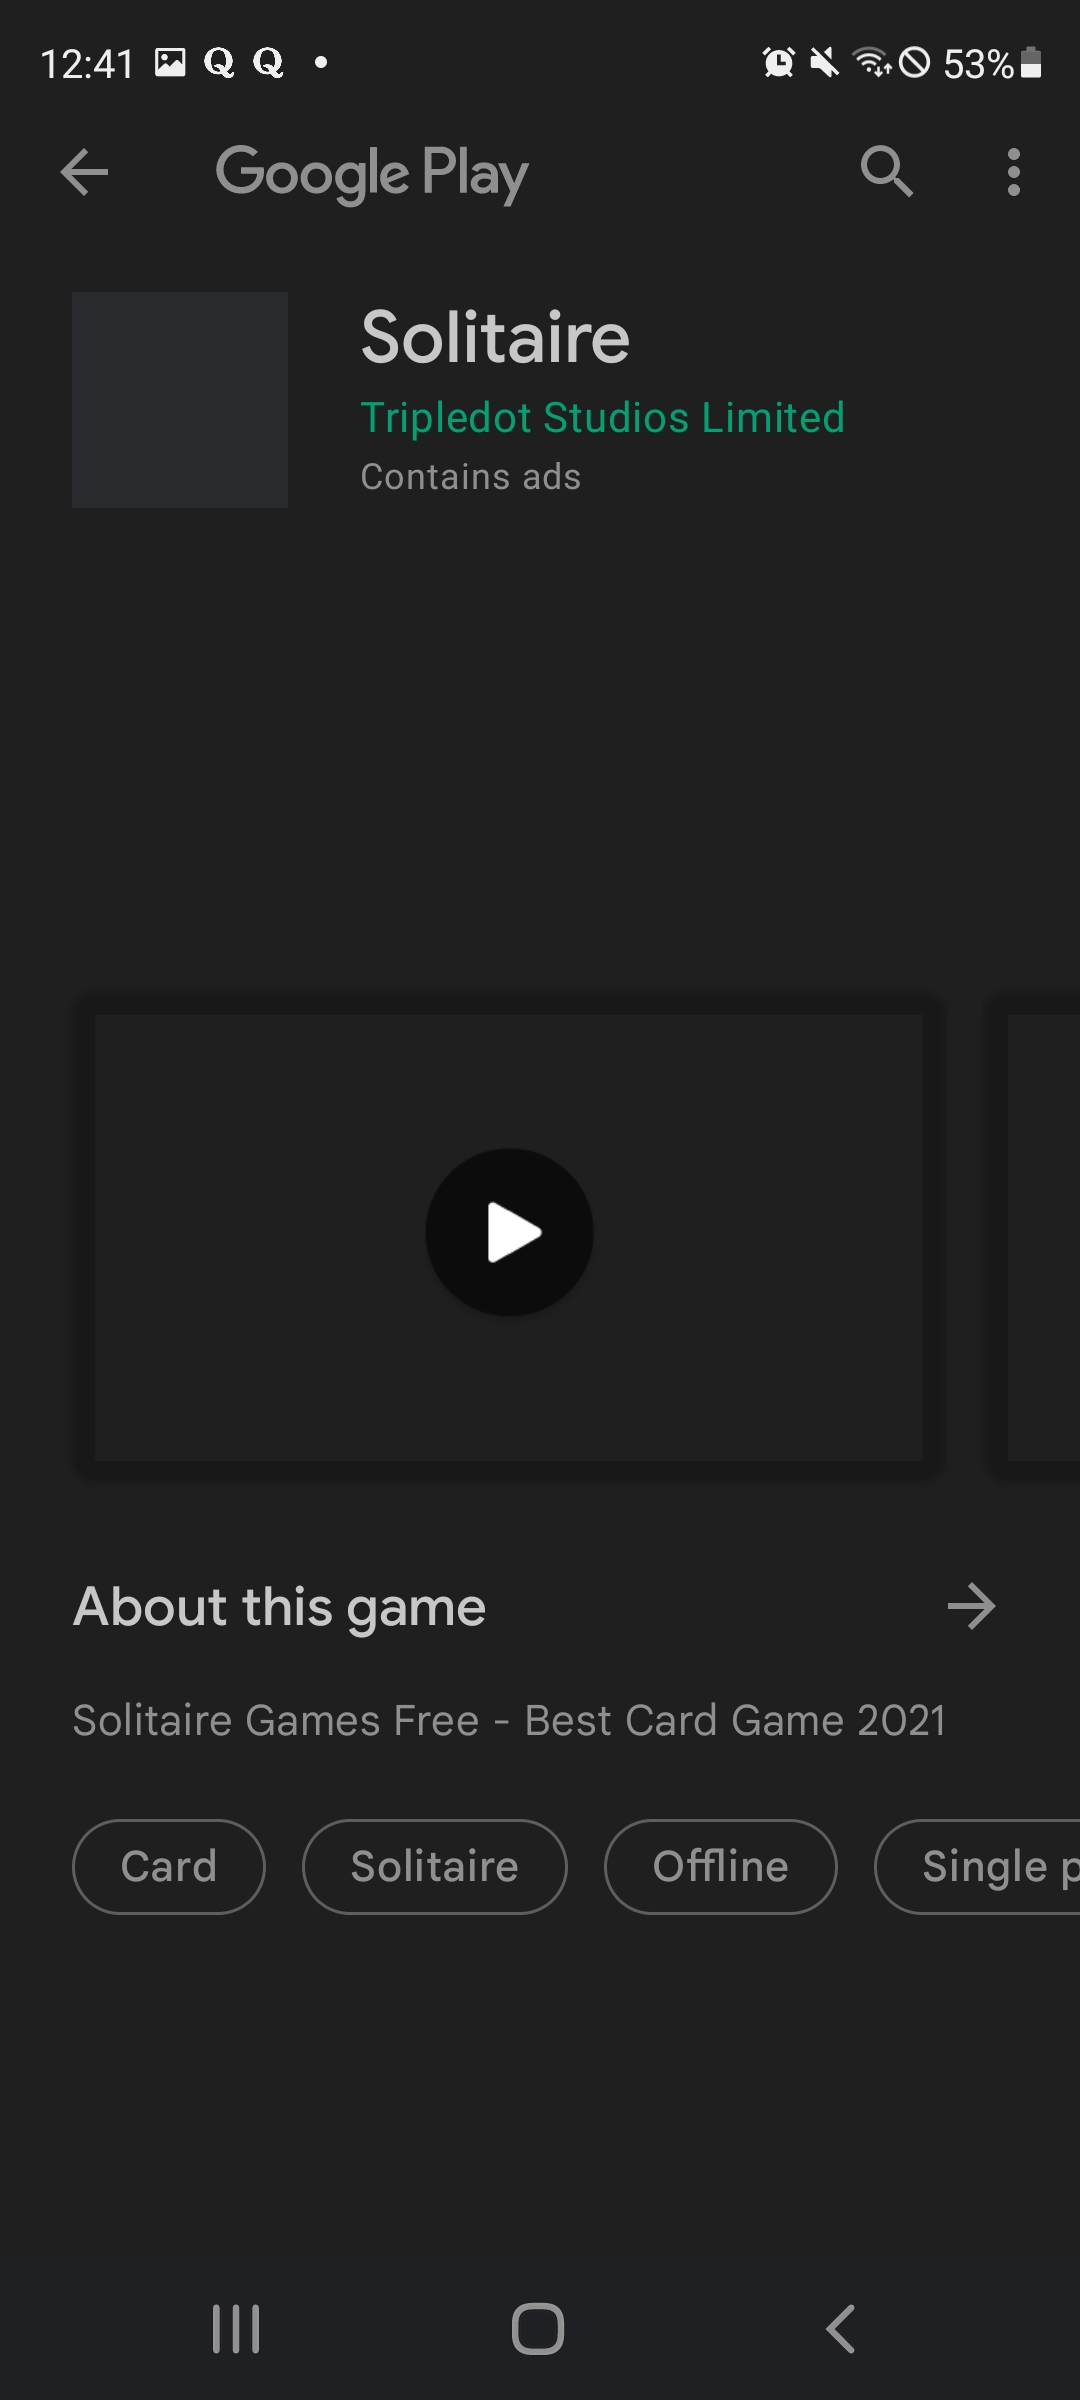 12:41
53%
Google Play
Solitaire
Tripledot Studios Limited
Contains ads
About this game
Solitaire Games Free - Best Card Game 2021
Card
Solitaire
Offline
Single p